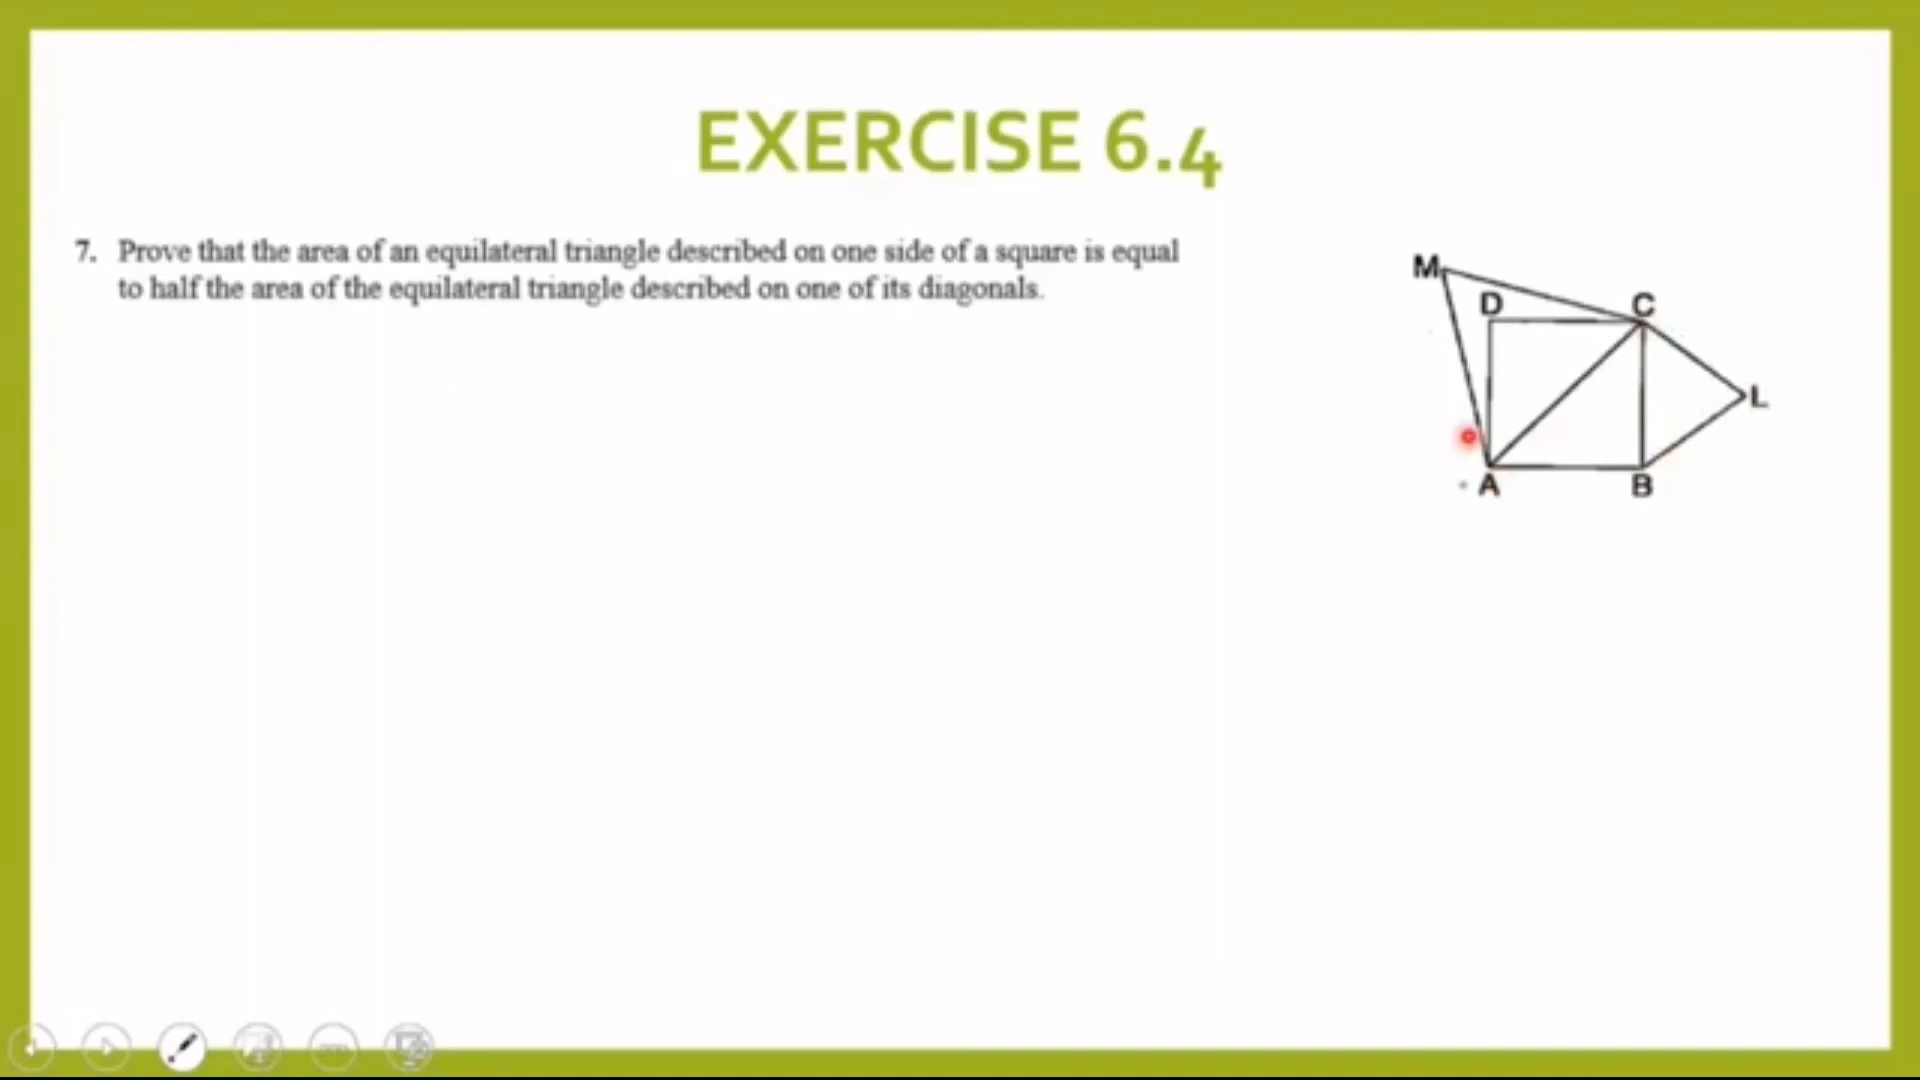 EXERCISE 6.4
7. Prove that the area of an equilateral triangle described on one side of a square is equal
to half the area of the equilateral triangle described on one of its diagonals.
M
D C
L
A B